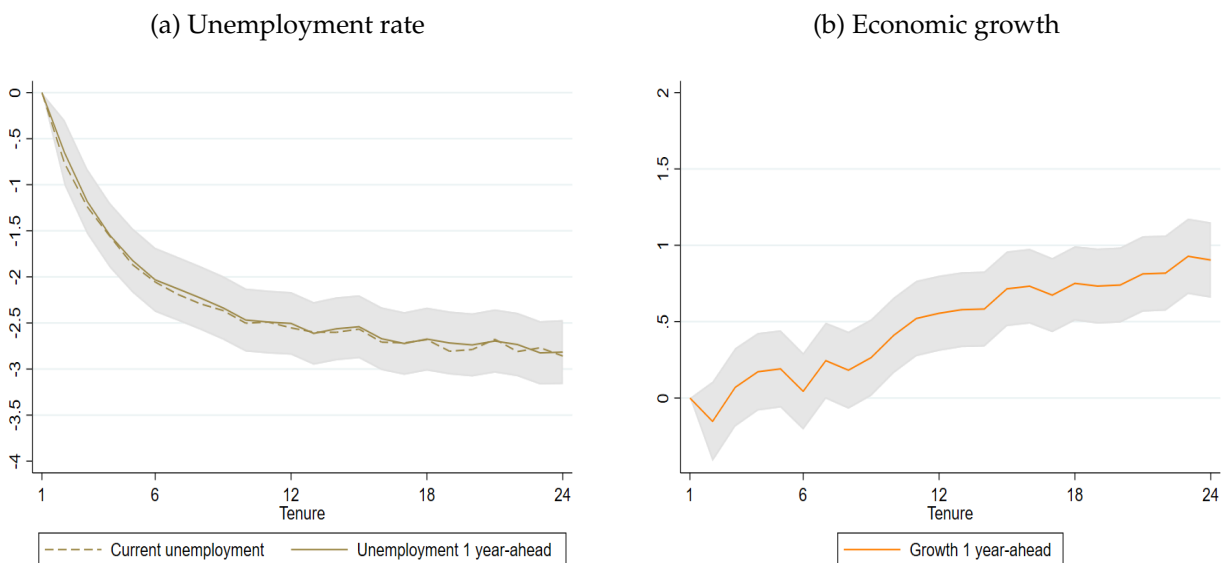 (a) Unemployment rate
0
-.5
-1
-1.5
-2
-2.5
-3
-3.5
-4
1 6 12 18 24
Tenure
Current unemployment Unemployment 1 year-ahead
(b) Economic growth
2
1.5
1
.5
0
1 6 12 18 24
Tenure
Growth 1 year-ahead